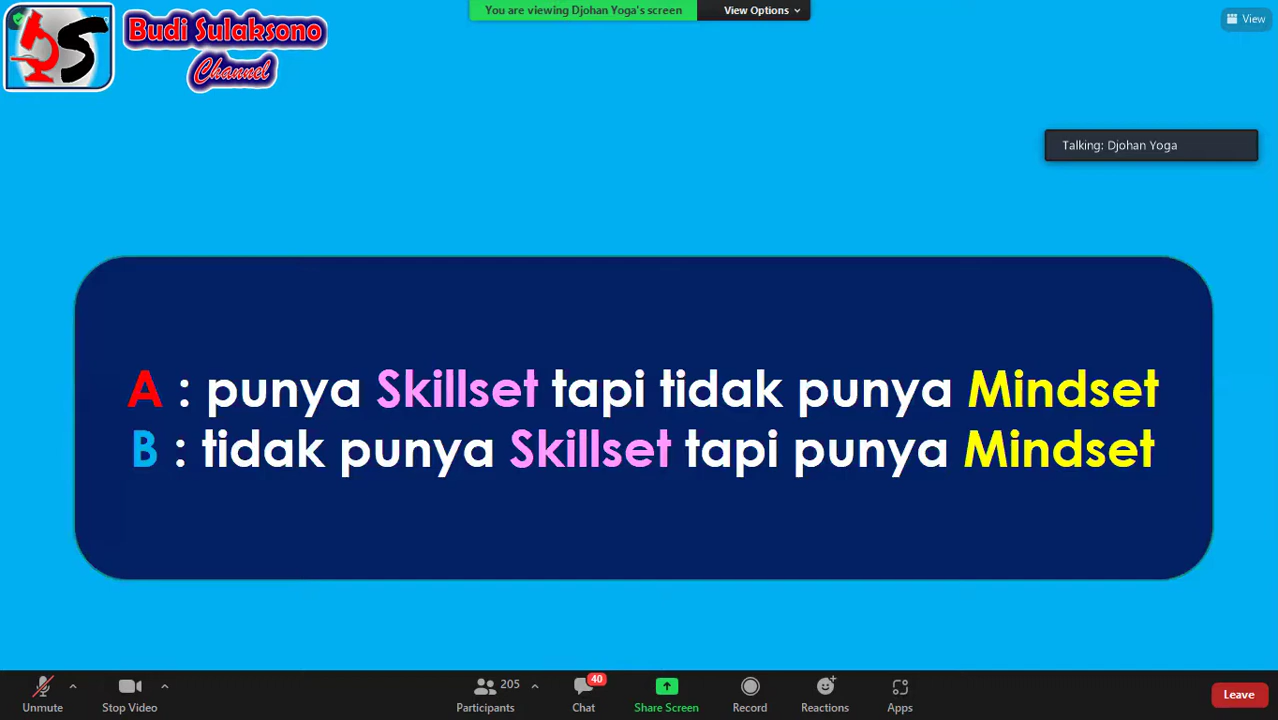 You are viewing Djohan Yoga's screen
View Options
View
Budi Sulaksono
Channel
Talking: Djohan Yoga
A : punya Skillset tapi tidak punya Mindset
B : tidak punya Skillset tapi punya Mindset
Unmute
Stop Video
205
Participants
40
Chat
Share Screen
Record
Reactions
Apps
Leave